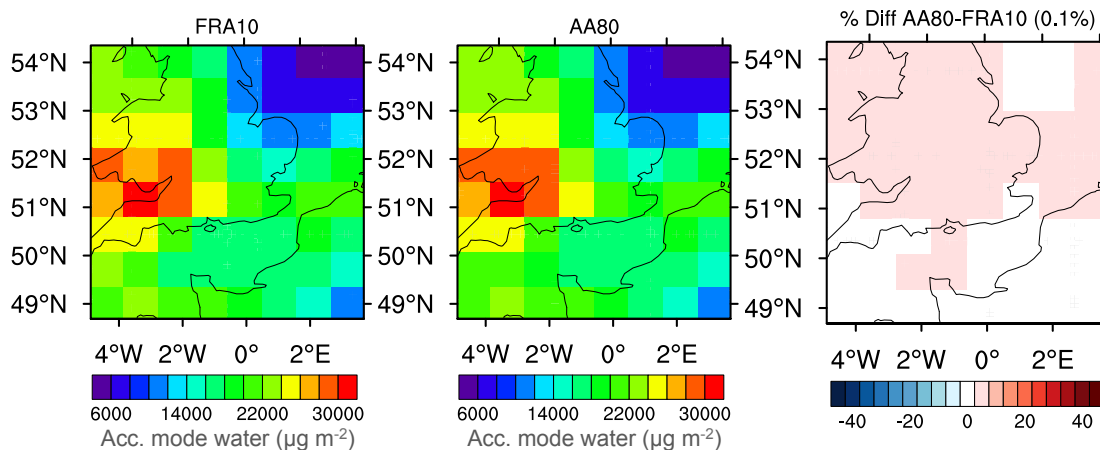 FRA10
AA80
% Diff AA80-FRA10 (0.1%)
54°N
53°N
52°N
51°N
50°N
49°N
54°N
53°N
52°N
51°N
50°N
49°N
54°N
53°N
52°N
51°N
50°N
49°N
4°W 2°W 0° 2°E
4°W 2°W 0° 2°E
4°W 2°W 0° 2°E
6000 14000 22000 30000
6000 14000 22000 30000
-40 -20 0 20 40
Acc. mode water (µg m-2)
Acc. mode water (µg m-2)